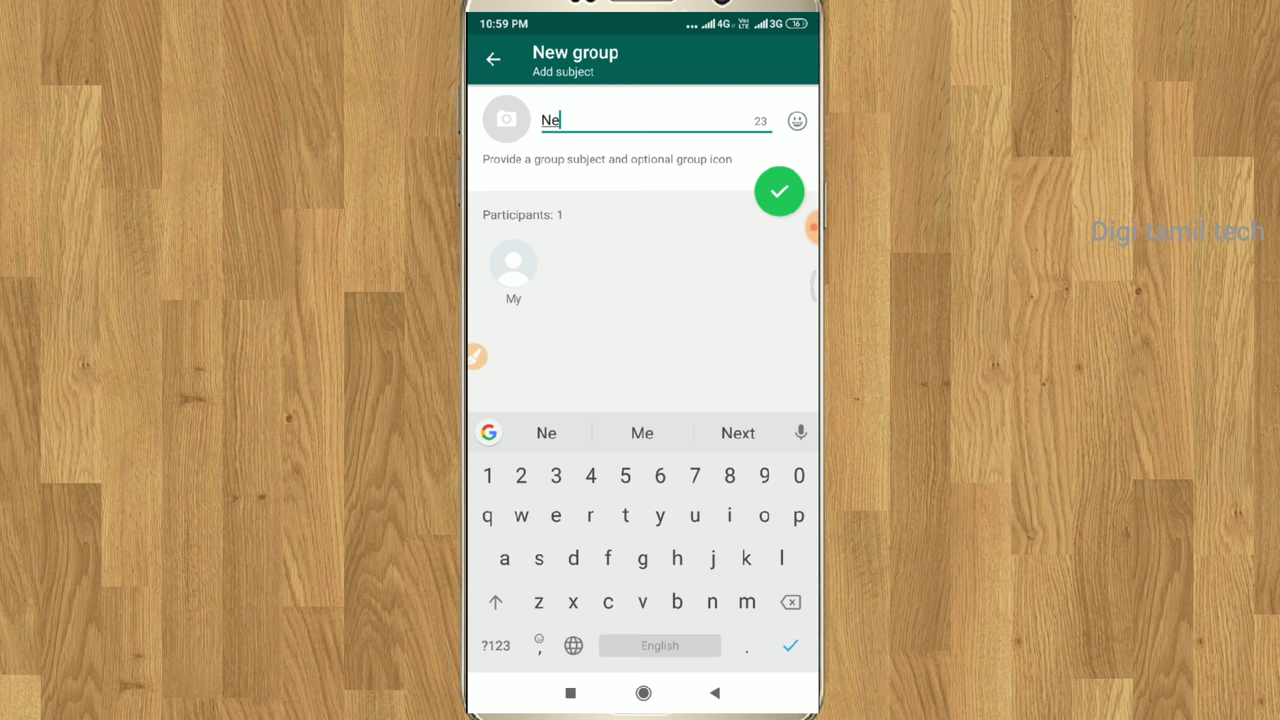 10:59 PM ... 4G VoLTE 3G 16
New group
Add subject
Ne 23
Provide a group subject and optional group icon
Participants: 1
Digi tamil tech
My
G Ne Me Next
1 2 3 4 5 6 7 8 9 0
q w e r t y u i o p
a s d f g h j k l
z x c v b n m
?123 , English .